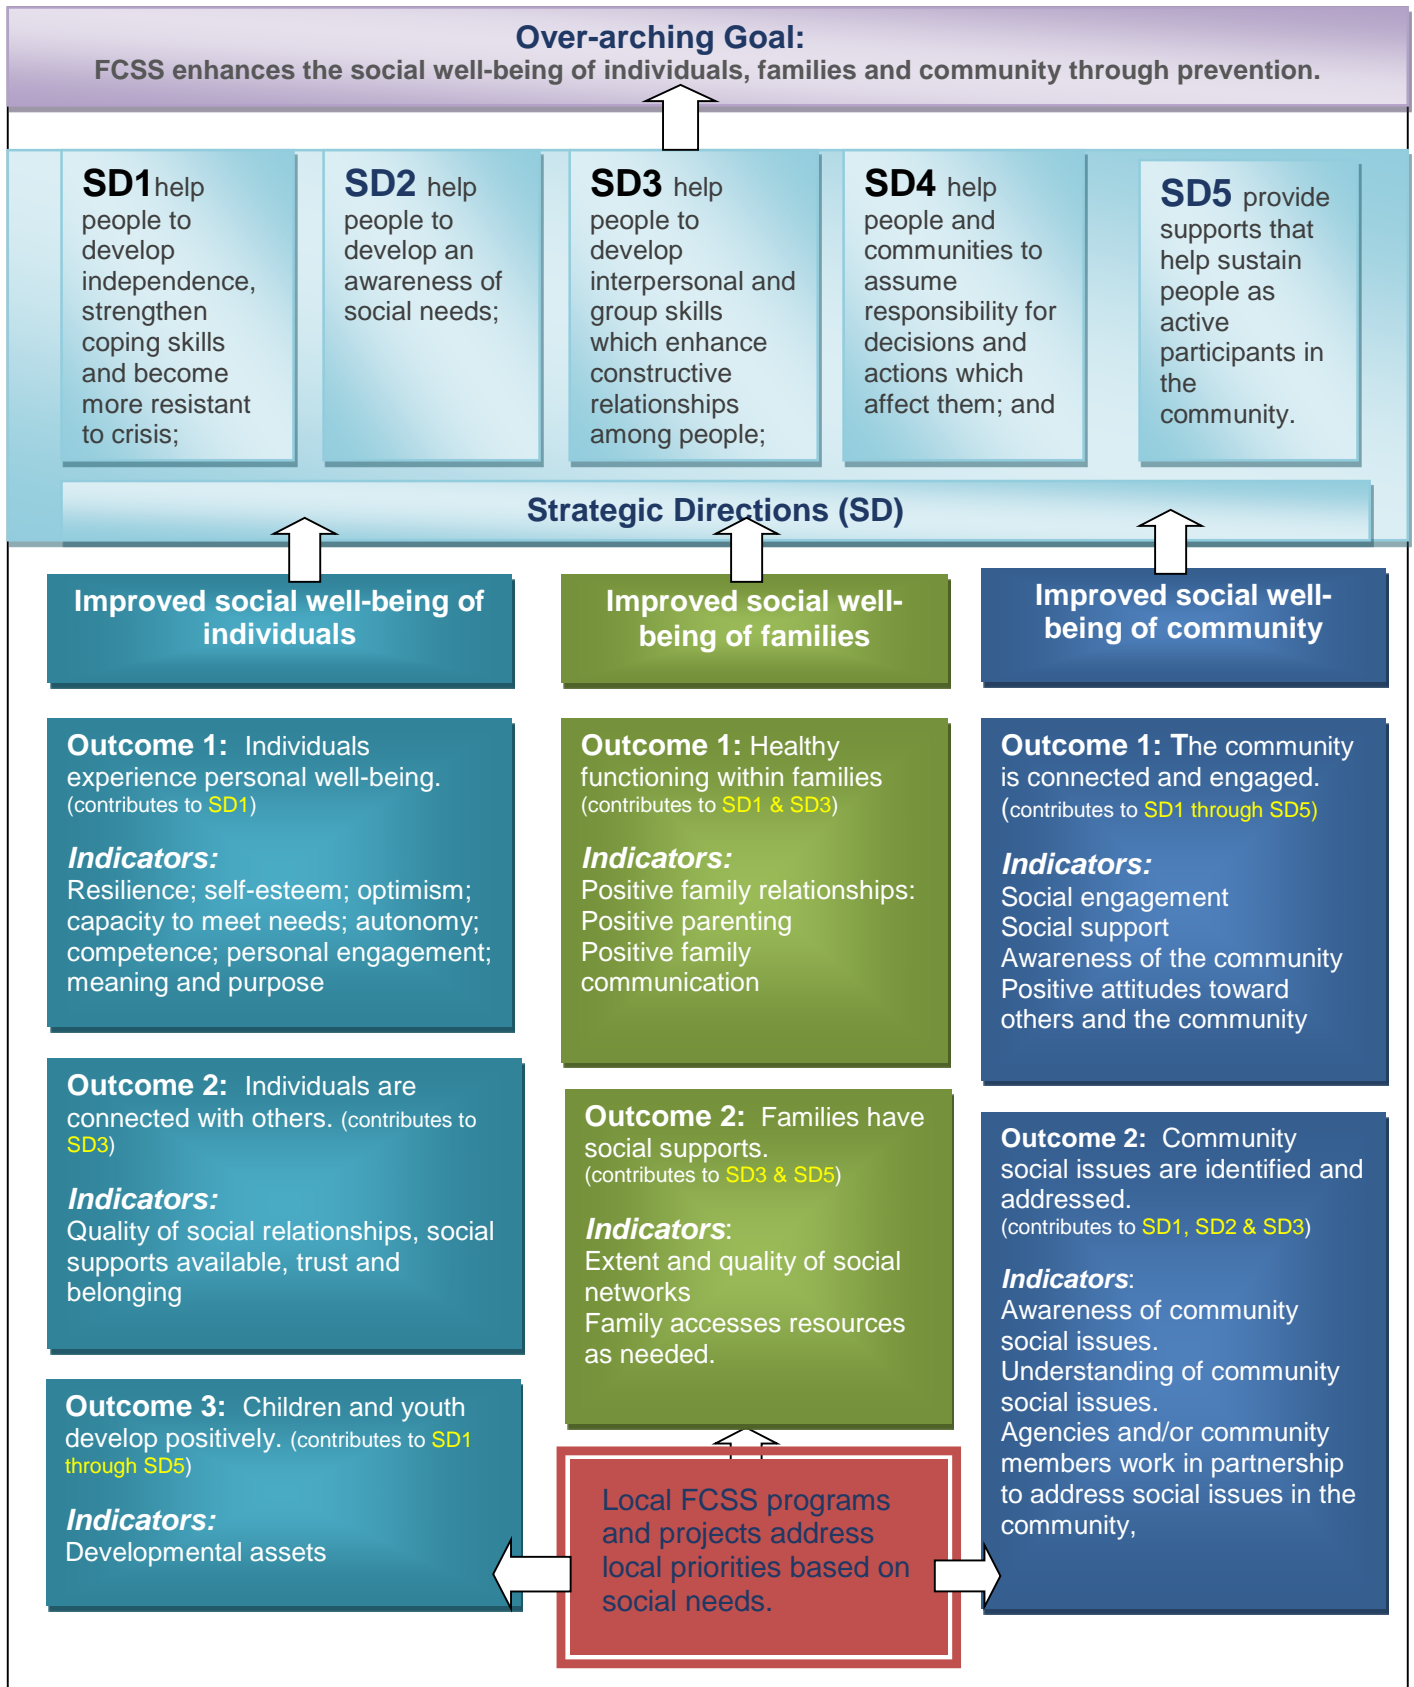 Over-arching Goal:
FCSS enhances the social well-being of individuals, families and community through prevention.
SD1help
people to
develop
independence,
strengthen
coping skills
and become
more resistant
to crisis;
SD2 help
people to
develop an
awareness of
social needs;
SD3 help
people to
develop
interpersonal and
group skills
which enhance
constructive
relationships
among people;
SD4 help
people and
communities to
assume
responsibility for
decisions and
actions which
affect them; and
SD5 provide
supports that
help sustain
people as
active
participants in
the
community.
Strategic Directions (SD)
Improved social well-being of
individuals
Outcome 1: Individuals
experience personal well-being.
(contributes to SD1)
Indicators:
Resilience; self-esteem; optimism;
capacity to meet needs; autonomy;
competence; personal engagement;
meaning and purpose
Outcome 2: Individuals are
connected with others. (contributes to
SD3)
Indicators:
Quality of social relationships, social
supports available, trust and
belonging
Outcome 3: Children and youth
develop positively. (contributes to SD1
through SD5)
Indicators:
Developmental assets
Improved social well-
being of families
Outcome 1: Healthy
functioning within families
(contributes to SD1 & SD3)
Indicators:
Positive family relationships:
Positive parenting
Positive family
communication
Outcome 2: Families have
social supports.
(contributes to SD3 & SD5)
Indicators:
Extent and quality of social
networks
Family accesses resources
as needed.
Local FCSS programs
and projects address
local priorities based on
social needs.
Improved social well-
being of community
Outcome 1: The community
is connected and engaged.
(contributes to SD1 through SD5)
Indicators:
Social engagement
Social support
Awareness of the community
Positive attitudes toward
others and the community
Outcome 2: Community
social issues are identified and
addressed.
(contributes to SD1, SD2 & SD3)
Indicators:
Awareness of community
social issues.
Understanding of community
social issues.
Agencies and/or community
members work in partnership
to address social issues in the
community,